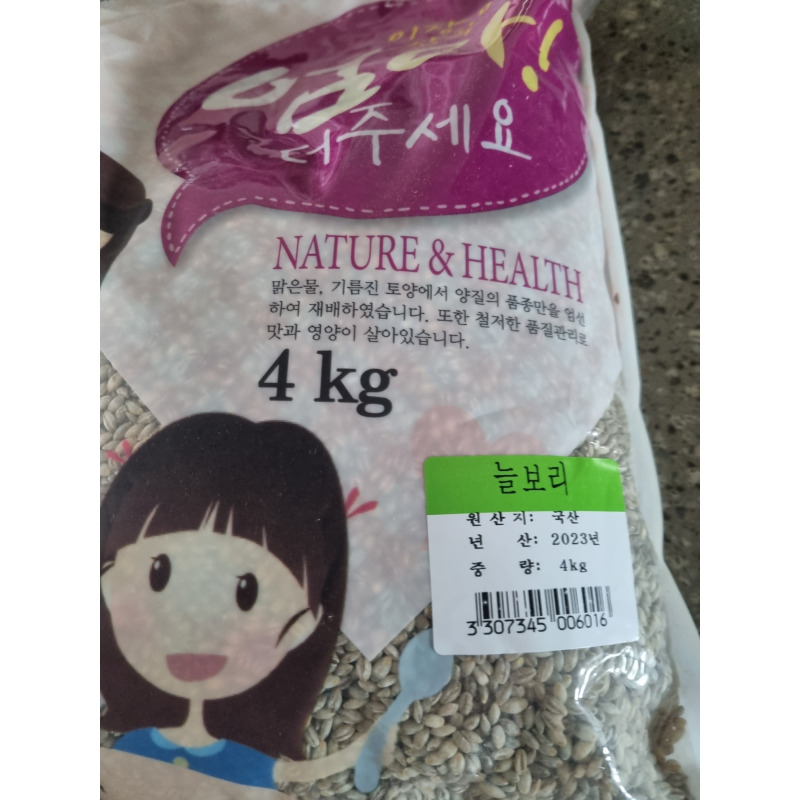 엄마!
더주세요
NATURE & HEALTH
맑은물, 기름진 토양에서 양질의 품종만을 엄선
하여 재배하였습니다. 또한 철저한 품질관리로
맛과 영양이 살아있습니다.
4 kg
늘보리
원 산 지: 국산
년 산: 2023년
중 량: 4kg
3 307345 006016